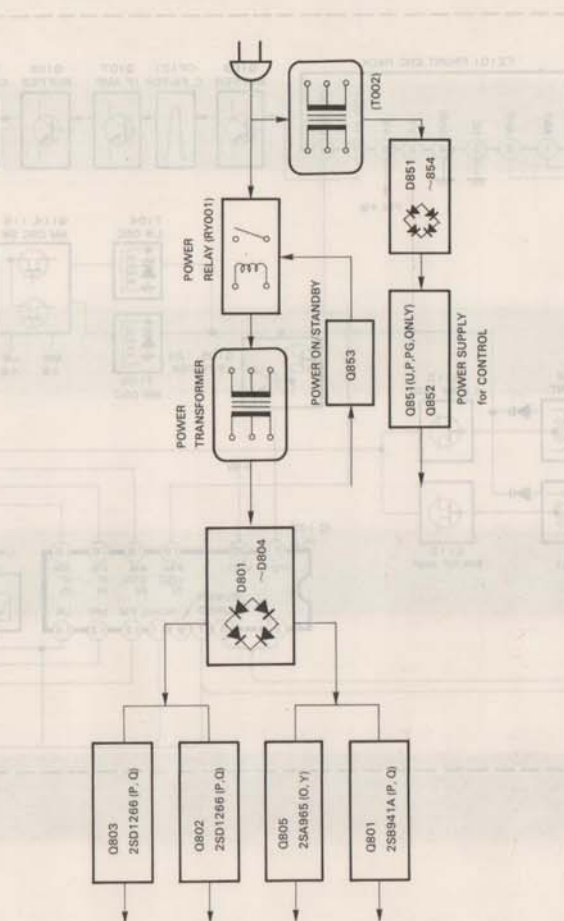 (T002)
D851
~854
POWER
RELAY (RY001)
POWER ON/STANDBY
Q853
Q851(U,P,PG,ONLY)
Q852
POWER SUPPLY
for CONTROL
POWER
TRANSFORMER
D801
~D804
Q803
2SD1266 (P, Q)
Q802
2SD1266 (P,Q)
Q805
2SA965 (O, Y)
Q801
2SB941A (P, Q)